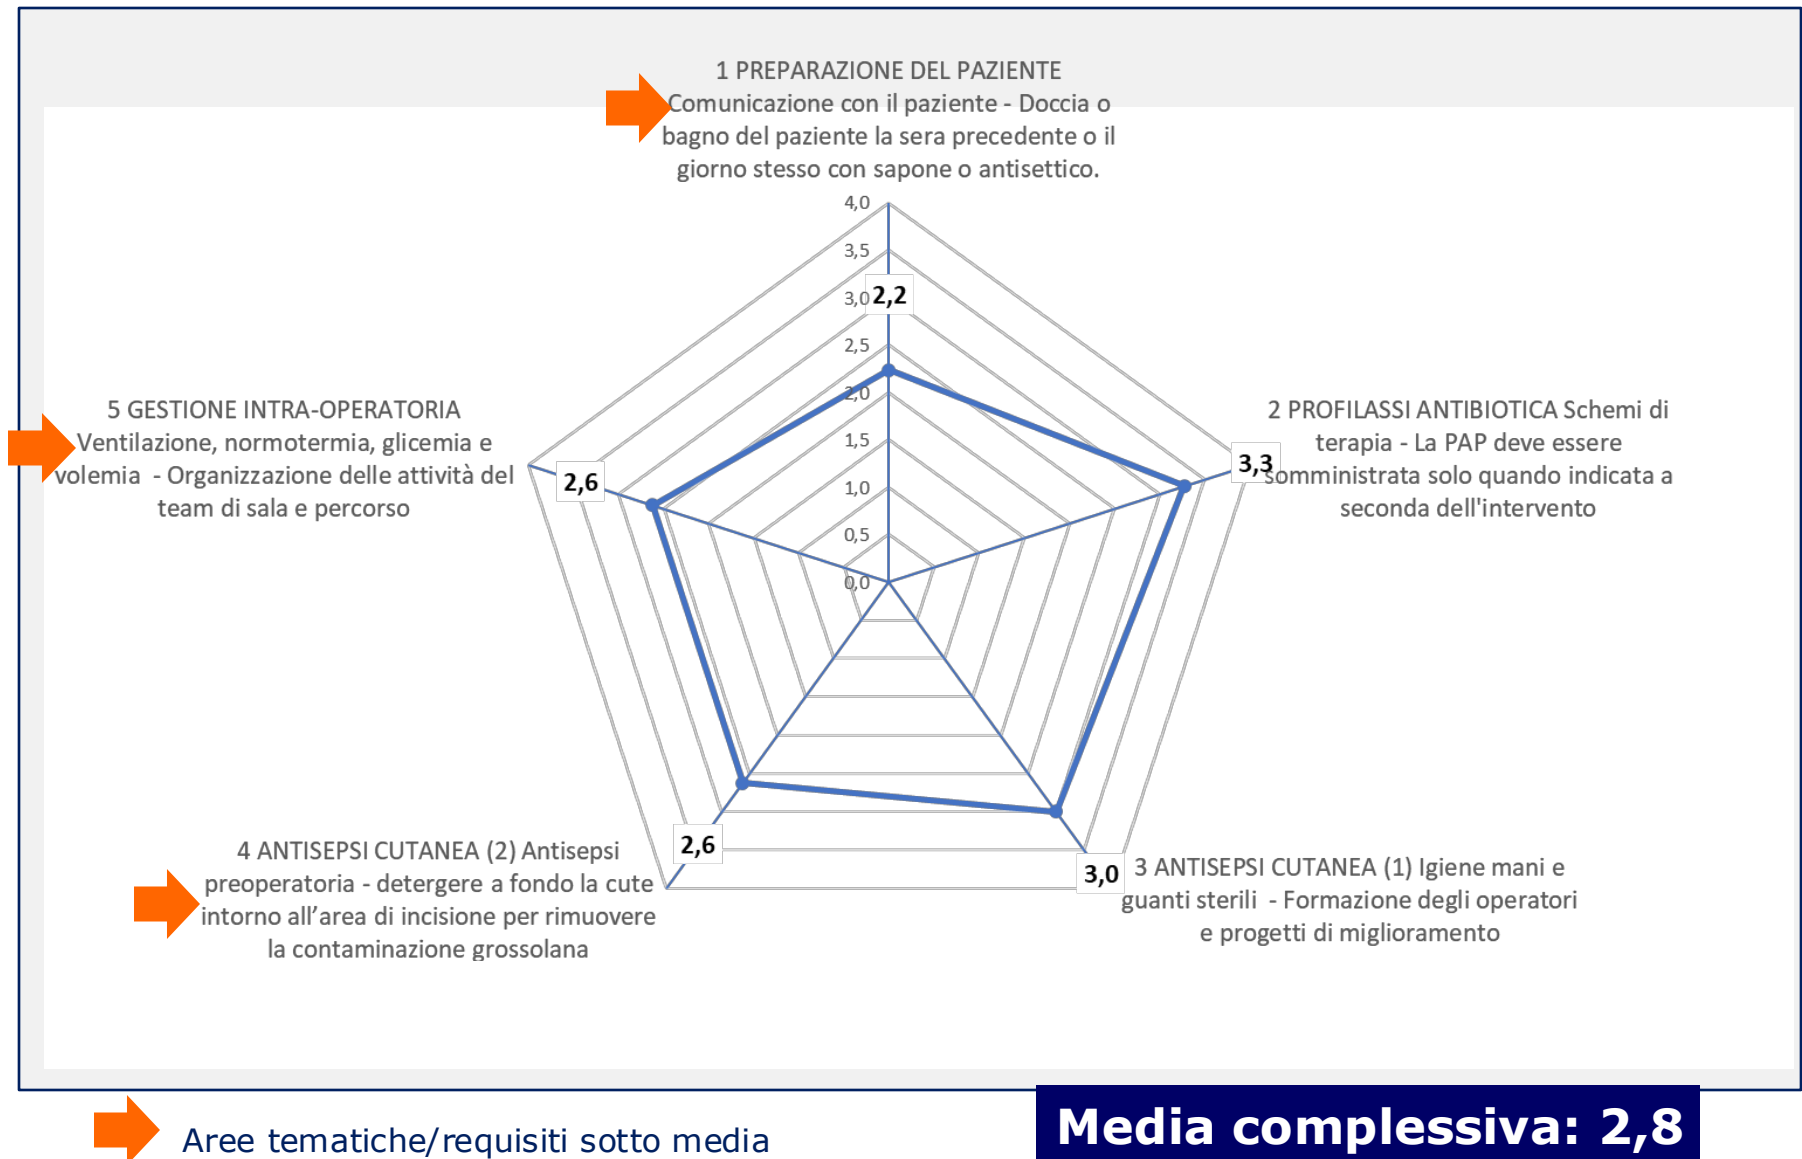 1 PREPARAZIONE DEL PAZIENTE
Comunicazione con il paziente - Doccia o
bagno del paziente la sera precedente o il
giorno stesso con sapone o antisettico.
4,0
3,5
3,0
2,2
2,5
2,0
1,5
1,0
0,5
0,0
5 GESTIONE INTRA-OPERATORIA
Ventilazione, normotermia, glicemia e
volemia - Organizzazione delle attività del
team di sala e percorso
2,6
2 PROFILASSI ANTIBIOTICA Schemi di
terapia - La PAP deve essere
somministrata solo quando indicata a
seconda dell'intervento
3,3
4 ANTISEPSI CUTANEA (2) Antisepsi
preoperatoria - detergere a fondo la cute
intorno all’area di incisione per rimuovere
la contaminazione grossolana
2,6
3,0
3 ANTISEPSI CUTANEA (1) Igiene mani e
guanti sterili - Formazione degli operatori
e progetti di miglioramento
Aree tematiche/requisiti sotto media
Media complessiva: 2,8